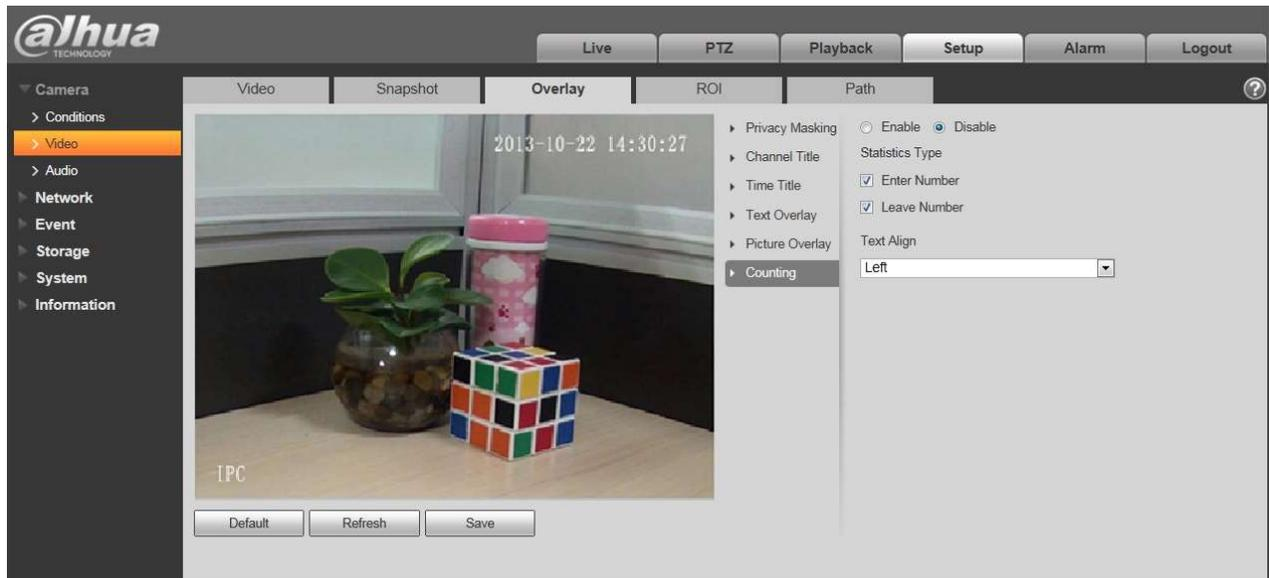 alhua
TECHNOLOGY
Live
PTZ
Playback
Setup
Alarm
Logout
Camera
Conditions
Video
Audio
Network
Event
Storage
System
Information
Video
Snapshot
Overlay
ROI
Path
?
2013-10-22 14:30:27
IPC
Privacy Masking
Channel Title
Time Title
Text Overlay
Picture Overlay
Counting
Enable Disable
Statistics Type
Enter Number
Leave Number
Text Align
Left
Default
Refresh
Save